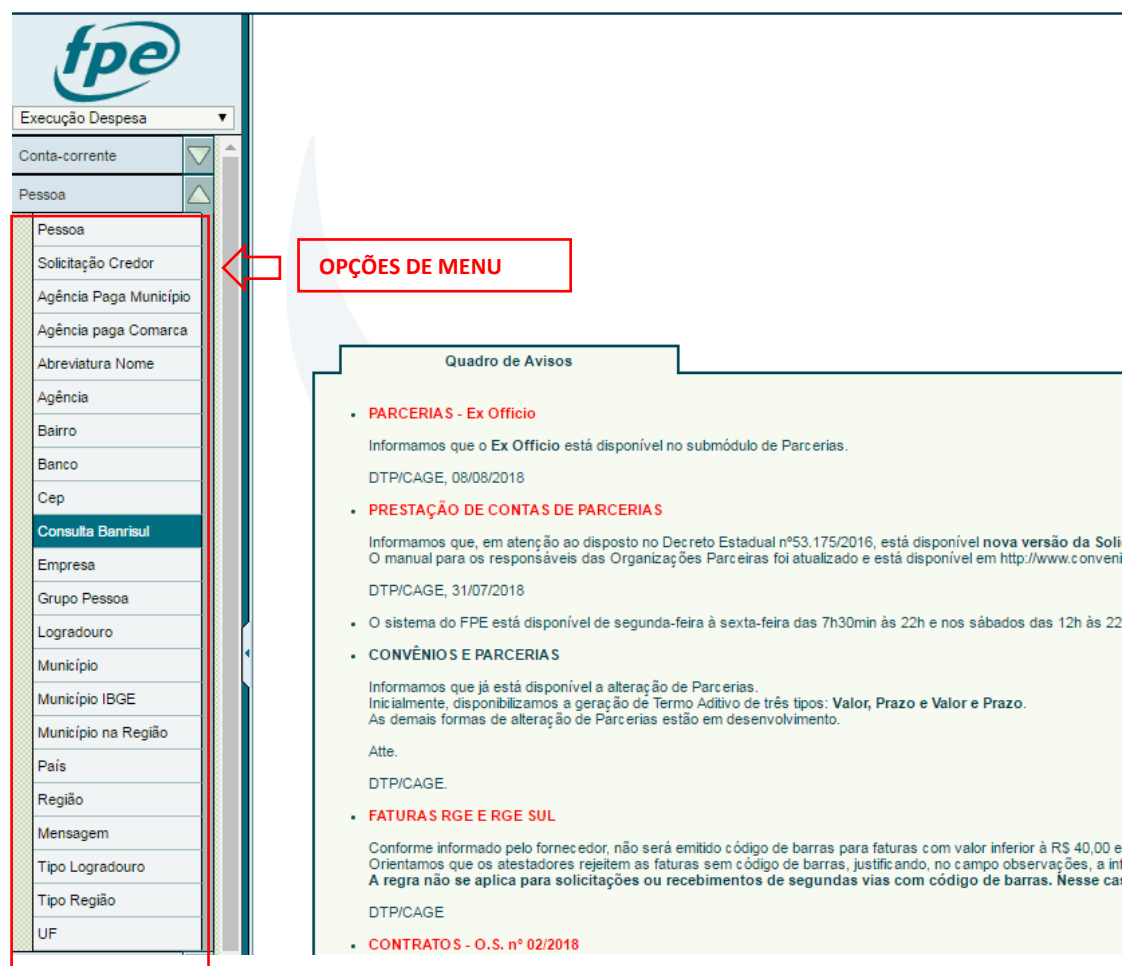 fpe
Execução Despesa
Conta-corrente
Pessoa
Pessoa
Solicitação Credor
Agência Paga Município
Agência paga Comarca
Abreviatura Nome
Agência
Bairro
Banco
Cep
Consulta Banrisul
Empresa
Grupo Pessoa
Logradouro
Município
Município IBGE
Município na Região
País
Região
Mensagem
Tipo Logradouro
Tipo Região
UF
OPÇÕES DE MENU
Quadro de Avisos
• PARCERIAS - Ex Officio
Informamos que o Ex Officio está disponível no submódulo de Parcerias.
DTP/CAGE, 08/08/2018
• PRESTAÇÃO DE CONTAS DE PARCERIAS
Informamos que, em atenção ao disposto no Decreto Estadual nº53.175/2016, está disponível nova versão da Soli
O manual para os responsáveis das Organizações Parceiras foi atualizado e está disponível em http://www.conveni
DTP/CAGE, 31/07/2018
• O sistema do FPE está disponível de segunda-feira à sexta-feira das 7h30min às 22h e nos sábados das 12h às 22
• CONVÊNIOS E PARCERIAS
Informamos que já está disponível a alteração de Parcerias.
Inicialmente, disponibilizamos a geração de Termo Aditivo de três tipos: Valor, Prazo e Valor e Prazo.
As demais formas de alteração de Parcerias estão em desenvolvimento.
Atte.
DTP/CAGE.
• FATURAS RGE E RGE SUL
Conforme informado pelo fornecedor, não será emitido código de barras para faturas com valor inferior à R$ 40,00 e
Orientamos que os atestadores rejeitem as faturas sem código de barras, justificando, no campo observações, a in
A regra não se aplica para solicitações ou recebimentos de segundas vias com código de barras. Nesse cas
DTP/CAGE
• CONTRATOS - O.S. nº 02/2018